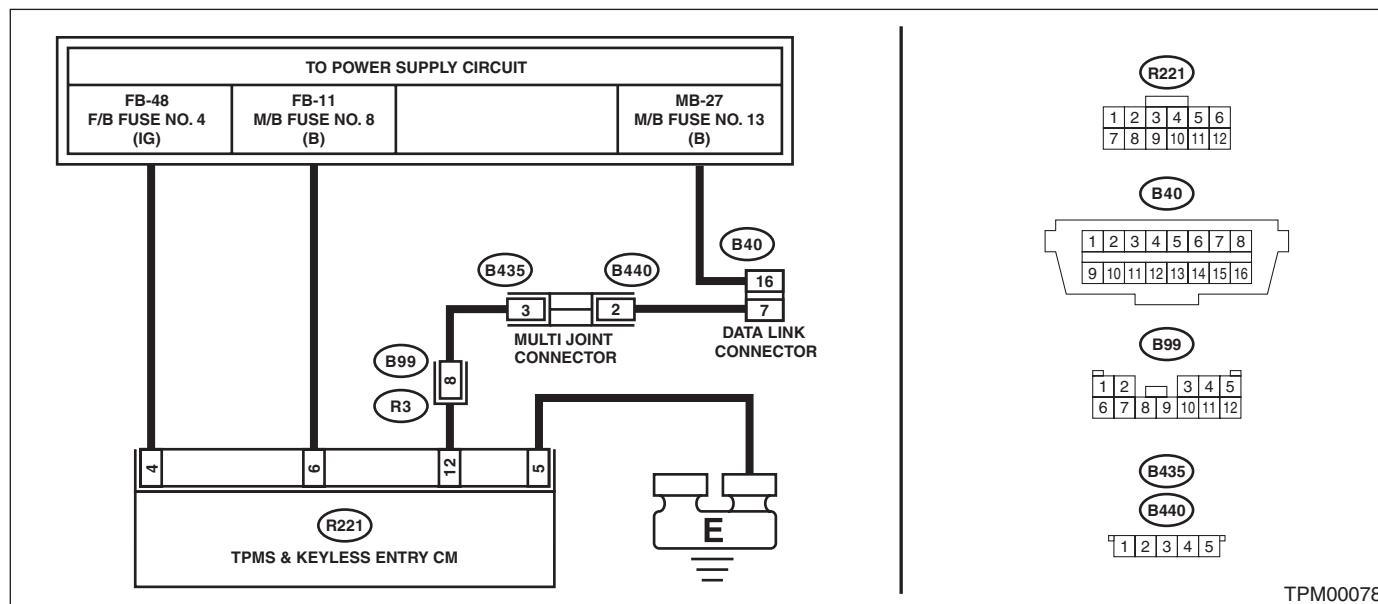 TO POWER SUPPLY CIRCUIT
FB-48
F/B FUSE NO. 4
(IG)
FB-11
M/B FUSE NO. 8
(B)
MB-27
M/B FUSE NO. 13
(B)
B40
16
7
DATA LINK
CONNECTOR
B435
B440
3
2
MULTI JOINT
CONNECTOR
B99
8
R3
4
6
12
5
R221
TPMS & KEYLESS ENTRY CM
E
R221
1 2 3 4 5 6
7 8 9 10 11 12
B40
1 2 3 4 5 6 7 8
9 10 11 12 13 14 15 16
B99
1 2 3 4 5
6 7 8 9 10 11 12
B435
B440
1 2 3 4 5
TPM00078